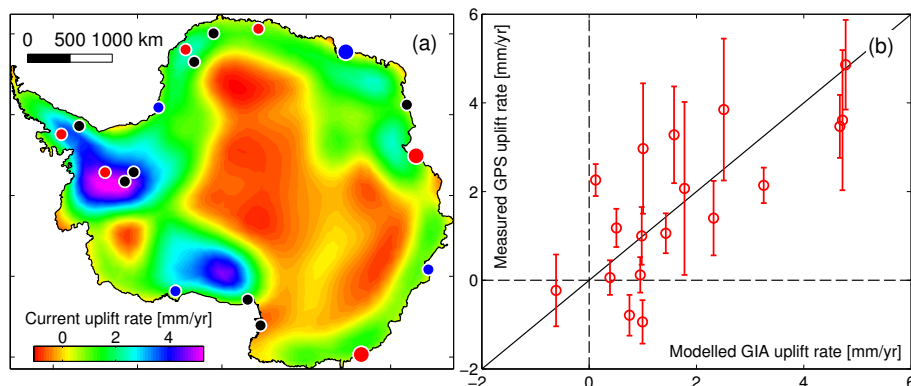 0 500 1000 km
(a)
Current uplift rate [mm/yr]
0 2 4
6
4
2
0
−2
Measured GPS uplift rate [mm/yr]
(b)
Modelled GIA uplift rate [mm/yr]
−2 0 2 4 6